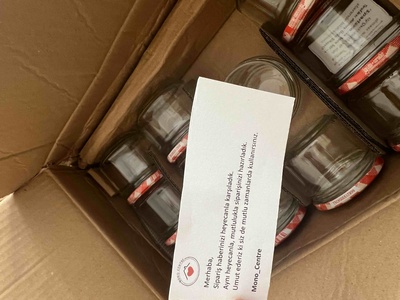 Merhaba,
Sipariş haberinizi heyecanla karşıladık.
Aynı heyecanla, mutlulukla siparişinizi hazırladık.
Umut ederiz ki siz de mutlu zamanlarda kullanırsınız.
Mono_Centre